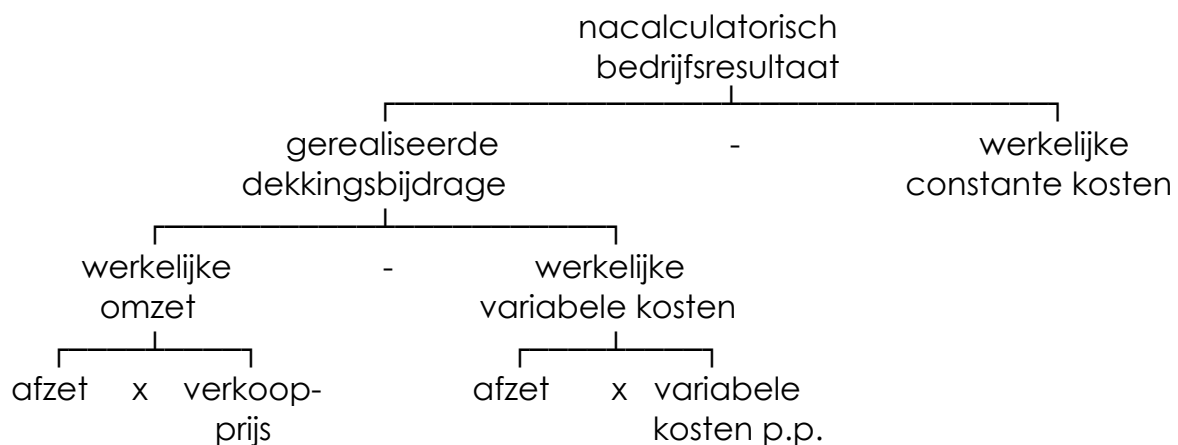 nacalculatorisch
bedrijfsresultaat
gerealiseerde - werkelijke
dekkingsbijdrage constante kosten
werkelijke - werkelijke
omzet variabele kosten
afzet x verkoop- afzet x variabele
prijs kosten p.p.